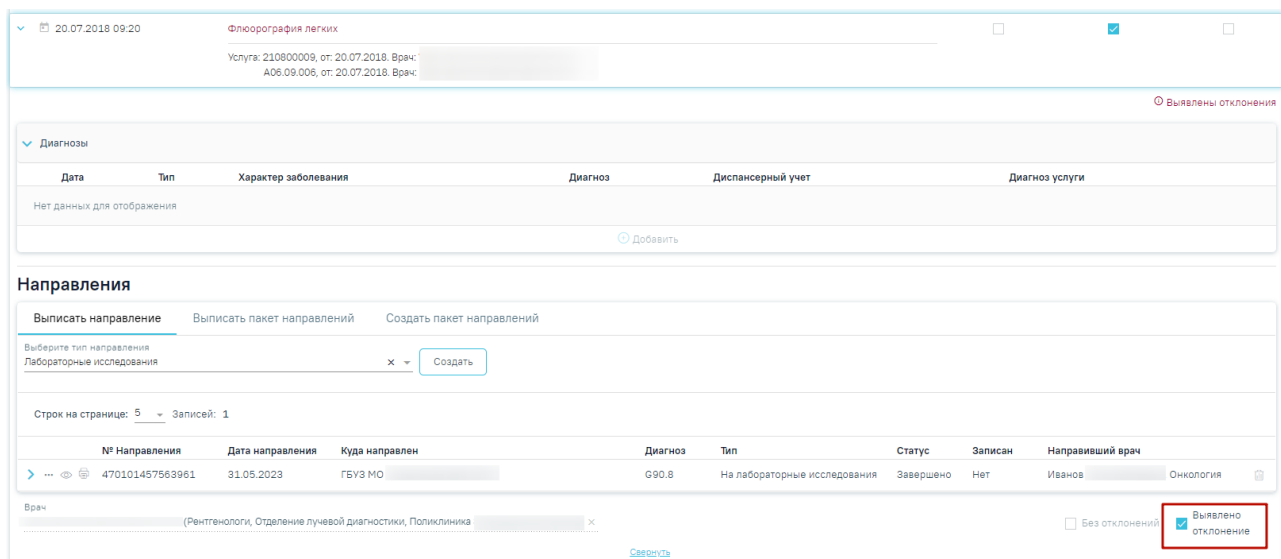 20.07.2018 09:20 Флюорография легких
Услуга: 210800009, от: 20.07.2018. Врач:
A06.09.006, от: 20.07.2018. Врач:
Выявлены отклонения
Диагнозы
Дата Тип Характер заболевания Диагноз Диспансерный учет Диагноз услуги
Нет данных для отображения
Добавить
Направления
Выписать направление Выписать пакет направлений Создать пакет направлений
Выберите тип направления
Лабораторные исследования Создать
Строк на странице: 5 Записей: 1
№ Направления Дата направления Куда направлен Диагноз Тип Статус Записан Направивший врач
470101457563961 31.05.2023 ГБУЗ МО G90.8 На лабораторные исследования Завершено Нет Иванов Онкология
Врач
(Рентгенологи, Отделение лучевой диагностики, Поликлиника
Без отклонений Выявлено
отклонение
Свернуть